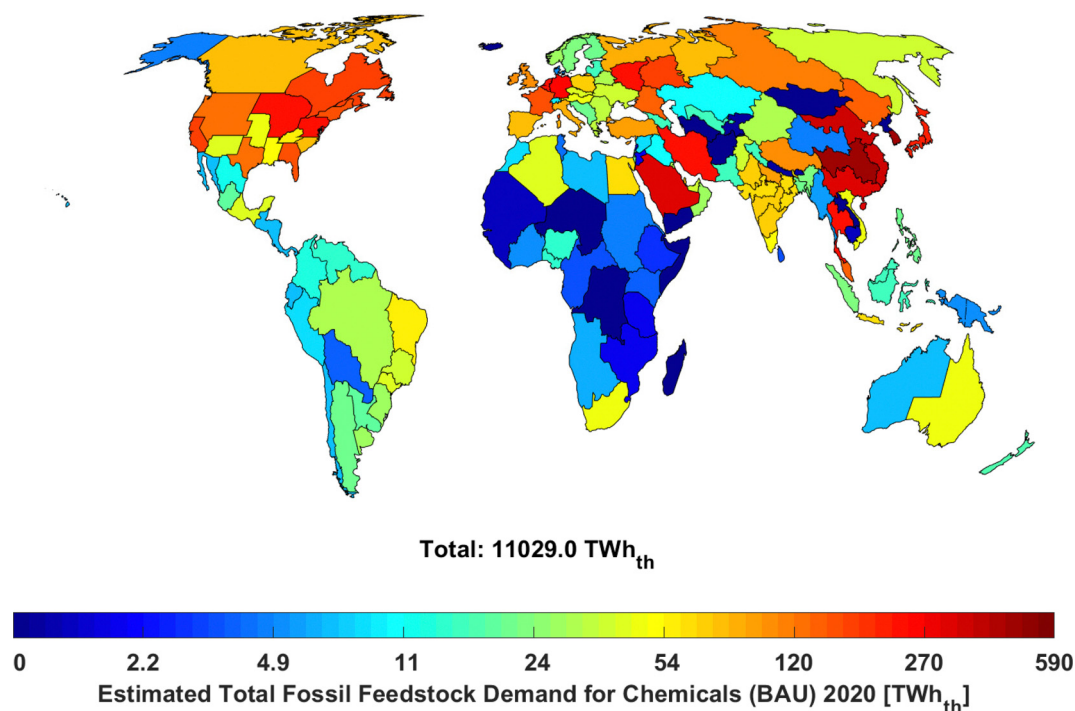 Total: 11029.0 TWh_th
0 2.2 4.9 11 24 54 120 270 590
Estimated Total Fossil Feedstock Demand for Chemicals (BAU) 2020 [TWh_th]